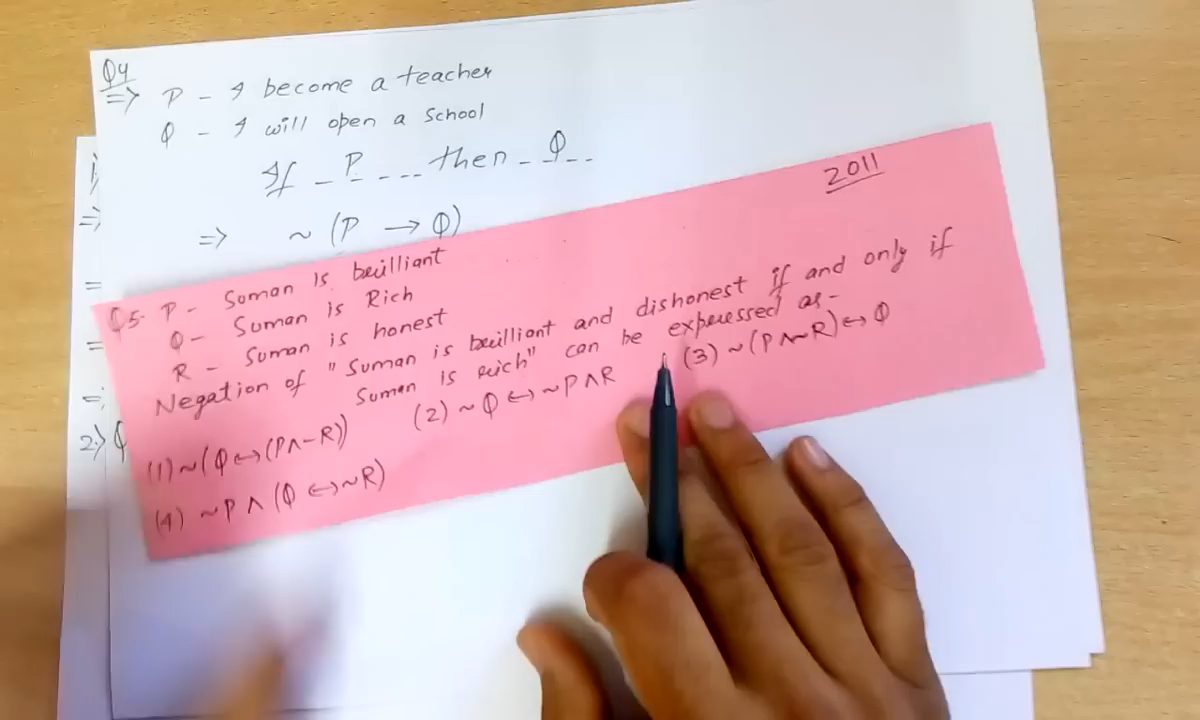 Q4
=> P - I become a teacher
Q - I will open a School
If _ P _ _ _ then _ Q _ _
=> ~ (P → Q)
2011
Q5. P - Suman is brilliant
Q - Suman is Rich
R - Suman is honest
Negation of "Suman is brilliant and dishonest if and only if
Suman is rich" can be expressed as -
(1) ~(Q ↔ (P ∧ ~R)) (2) ~Q ↔ ~P ∧ R (3) ~(P ∧ ~R) ↔ Q
(4) ~P ∧ (Q ↔ ~R)
=>
=
=
=
2.) Q